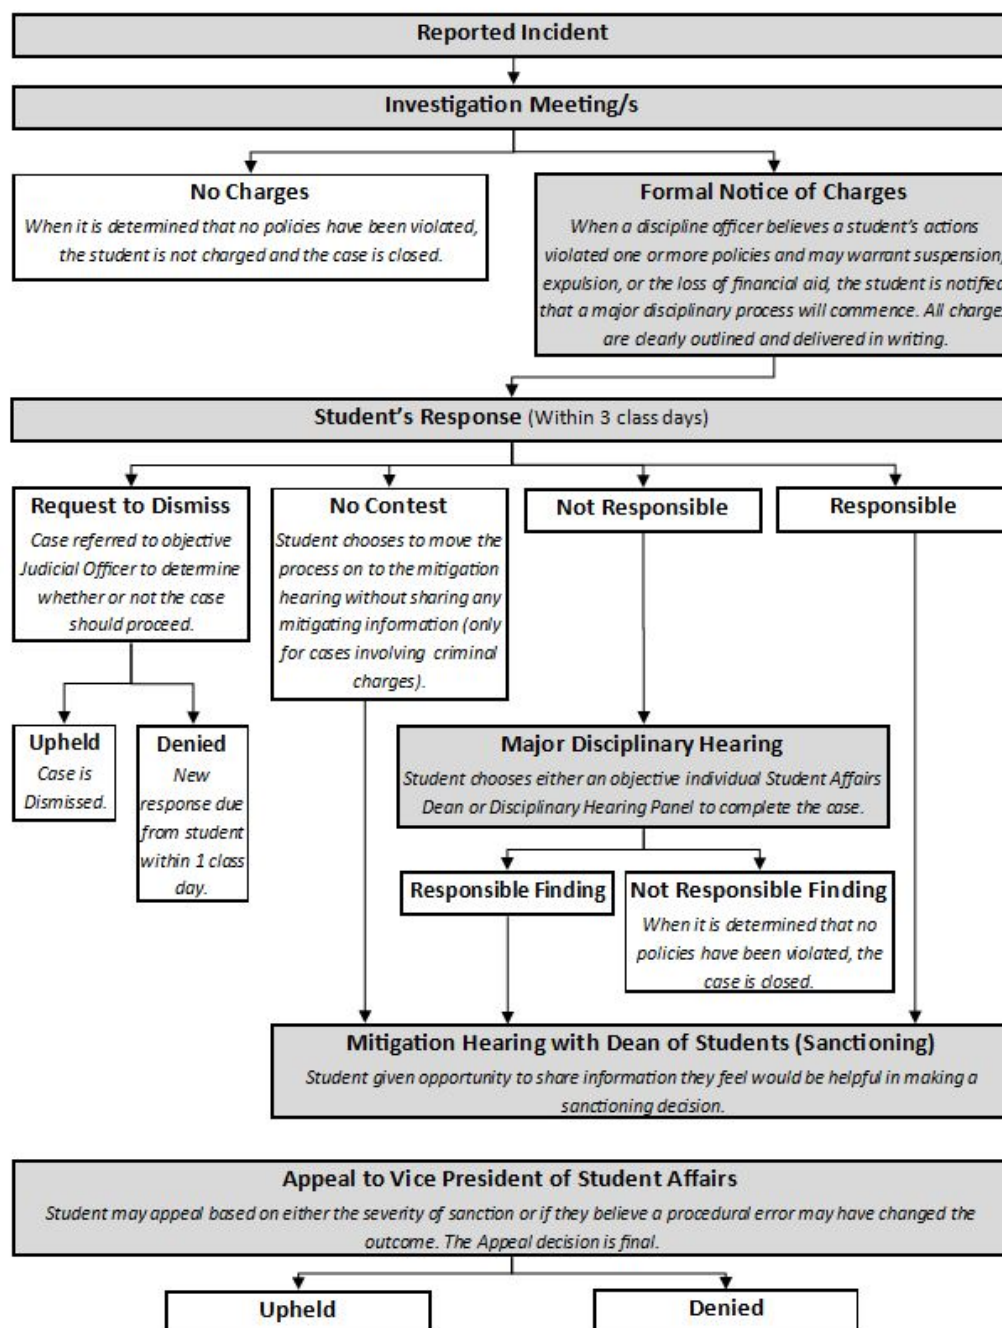 Reported Incident
Investigation Meeting/s
No Charges
When it is determined that no policies have been violated,
the student is not charged and the case is closed.
Formal Notice of Charges
When a discipline officer believes a student's actions
violated one or more policies and may warrant suspension,
expulsion, or the loss of financial aid, the student is notified
that a major disciplinary process will commence. All charge
are clearly outlined and delivered in writing.
Student's Response (Within 3 class days)
Request to Dismiss
Case referred to objective
Judicial Officer to determine
whether or not the case
should proceed.
No Contest
Student chooses to move the
process on to the mitigation
hearing without sharing any
mitigating information (only
for cases involving criminal
charges).
Not Responsible
Responsible
Upheld
Case is
Dismissed.
Denied
New
response due
from student
within 1 class
day.
Major Disciplinary Hearing
Student chooses either an objective individual Student Affairs
Dean or Disciplinary Hearing Panel to complete the case.
Responsible Finding
Not Responsible Finding
When it is determined that no
policies have been violated, the
case is closed.
Mitigation Hearing with Dean of Students (Sanctioning)
Student given opportunity to share information they feel would be helpful in making a
sanctioning decision.
Appeal to Vice President of Student Affairs
Student may appeal based on either the severity of sanction or if they believe a procedural error may have changed the
outcome. The Appeal decision is final.
Upheld
Denied